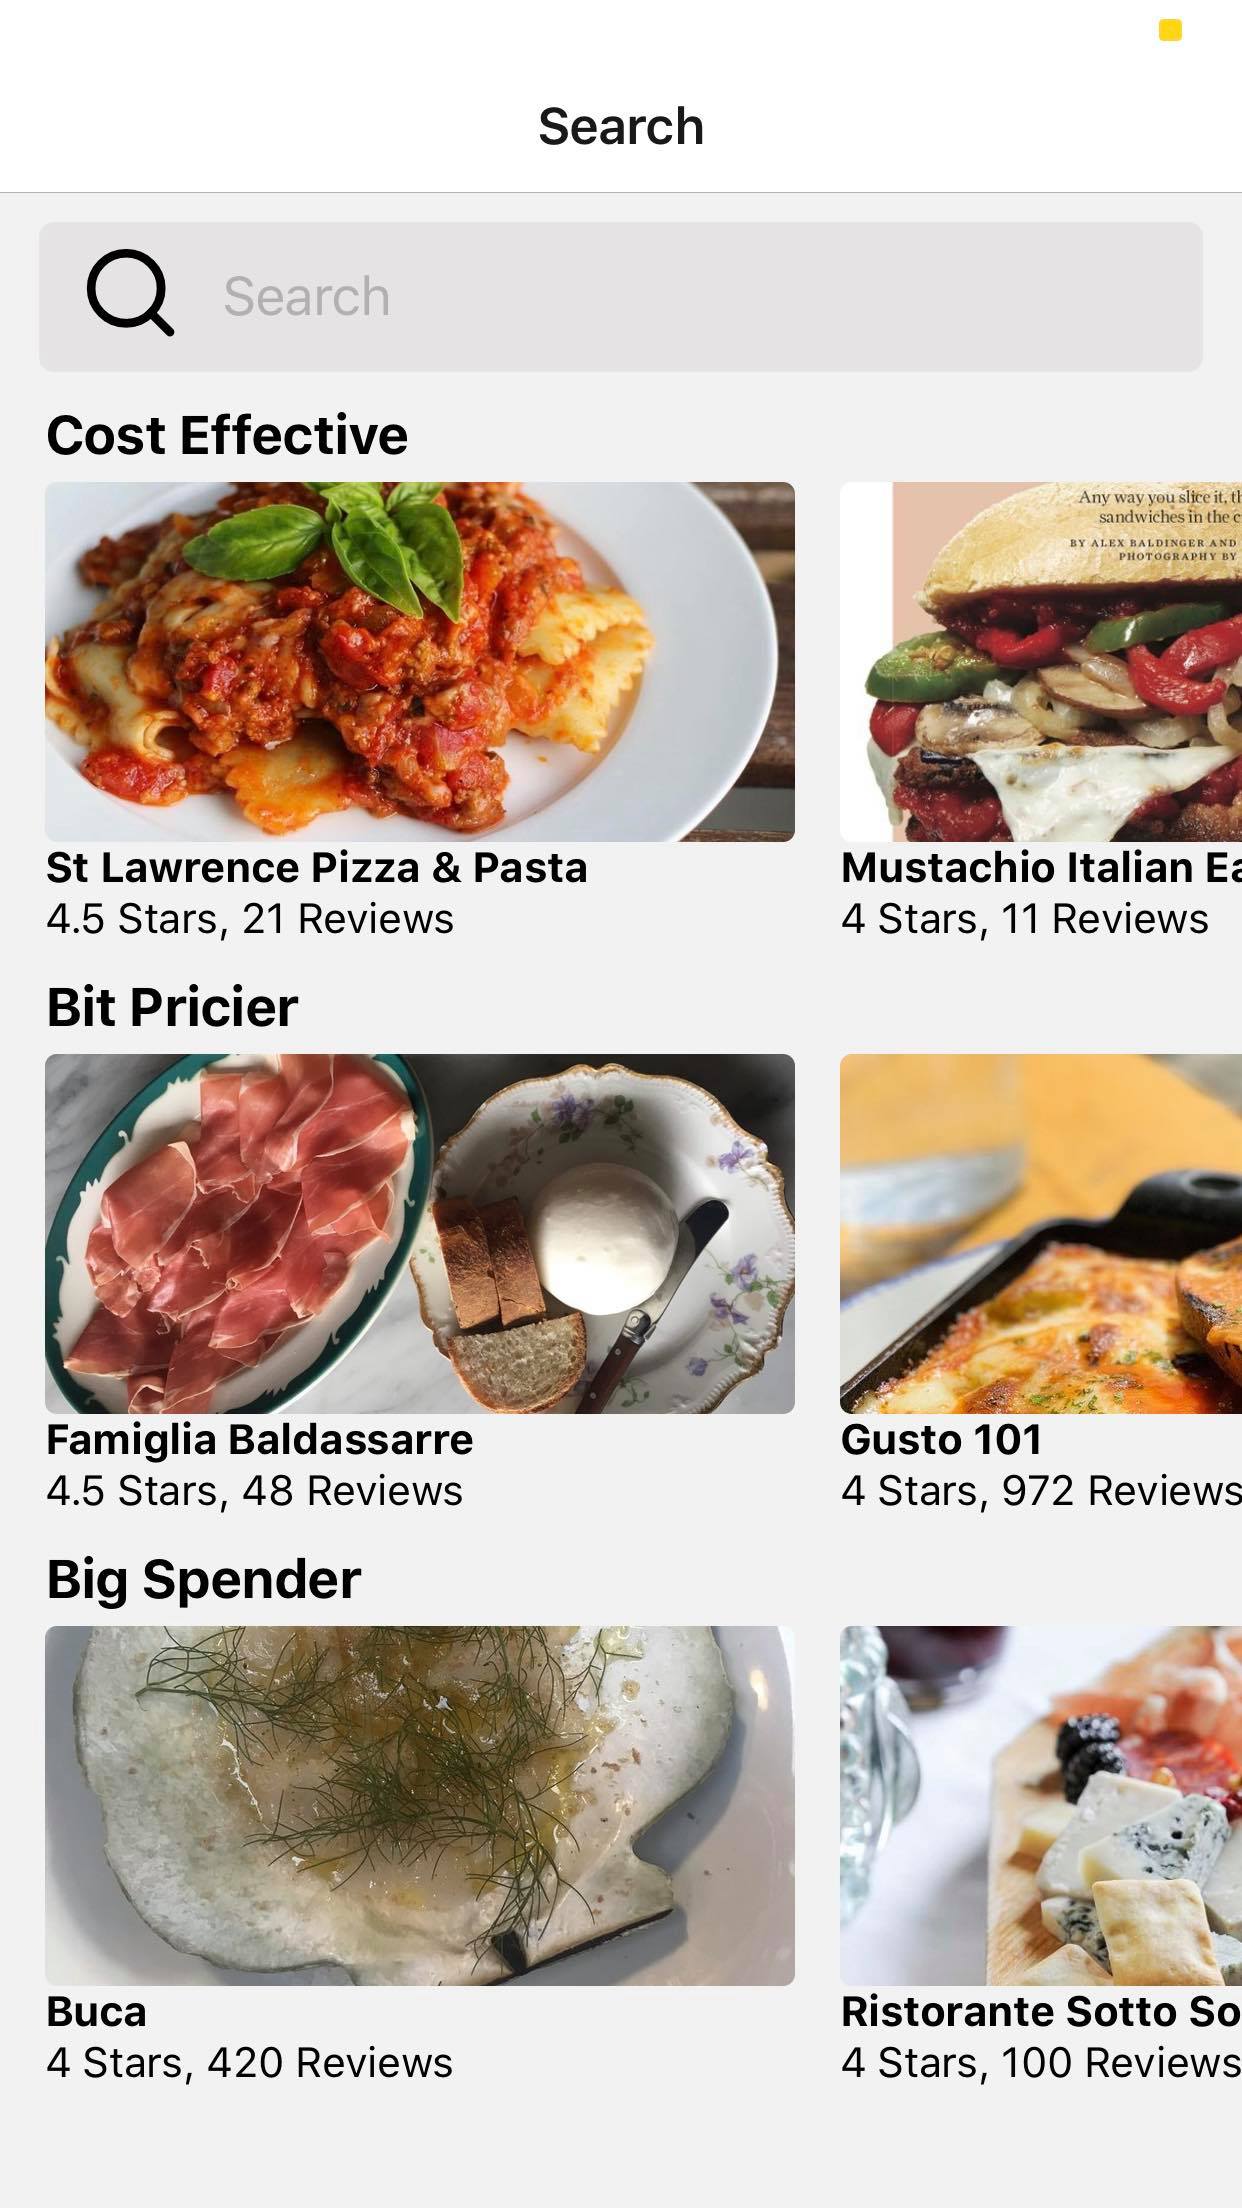 Search
Search
Cost Effective
Any way you slice it,
sandwiches in the
BY ALEX BALDINGER AND
PHOTOGRAPHY BY
St Lawrence Pizza & Pasta
4.5 Stars, 21 Reviews
Mustachio Italian
4 Stars, 11 Reviews
Bit Pricier
Famiglia Baldassarre
4.5 Stars, 48 Reviews
Gusto 101
4 Stars, 972 Reviews
Big Spender
Buca
4 Stars, 420 Reviews
Ristorante Sotto
4 Stars, 100 Reviews